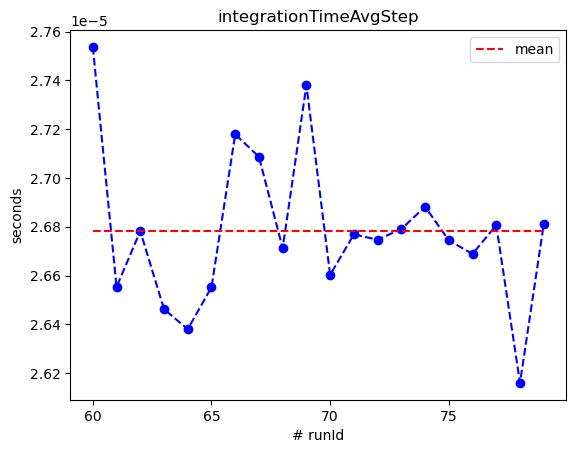 integrationTimeAvgStep
1e−5
2.76
2.74
2.72
2.70
2.68
2.66
2.64
2.62
seconds
mean
60 65 70 75
# runId